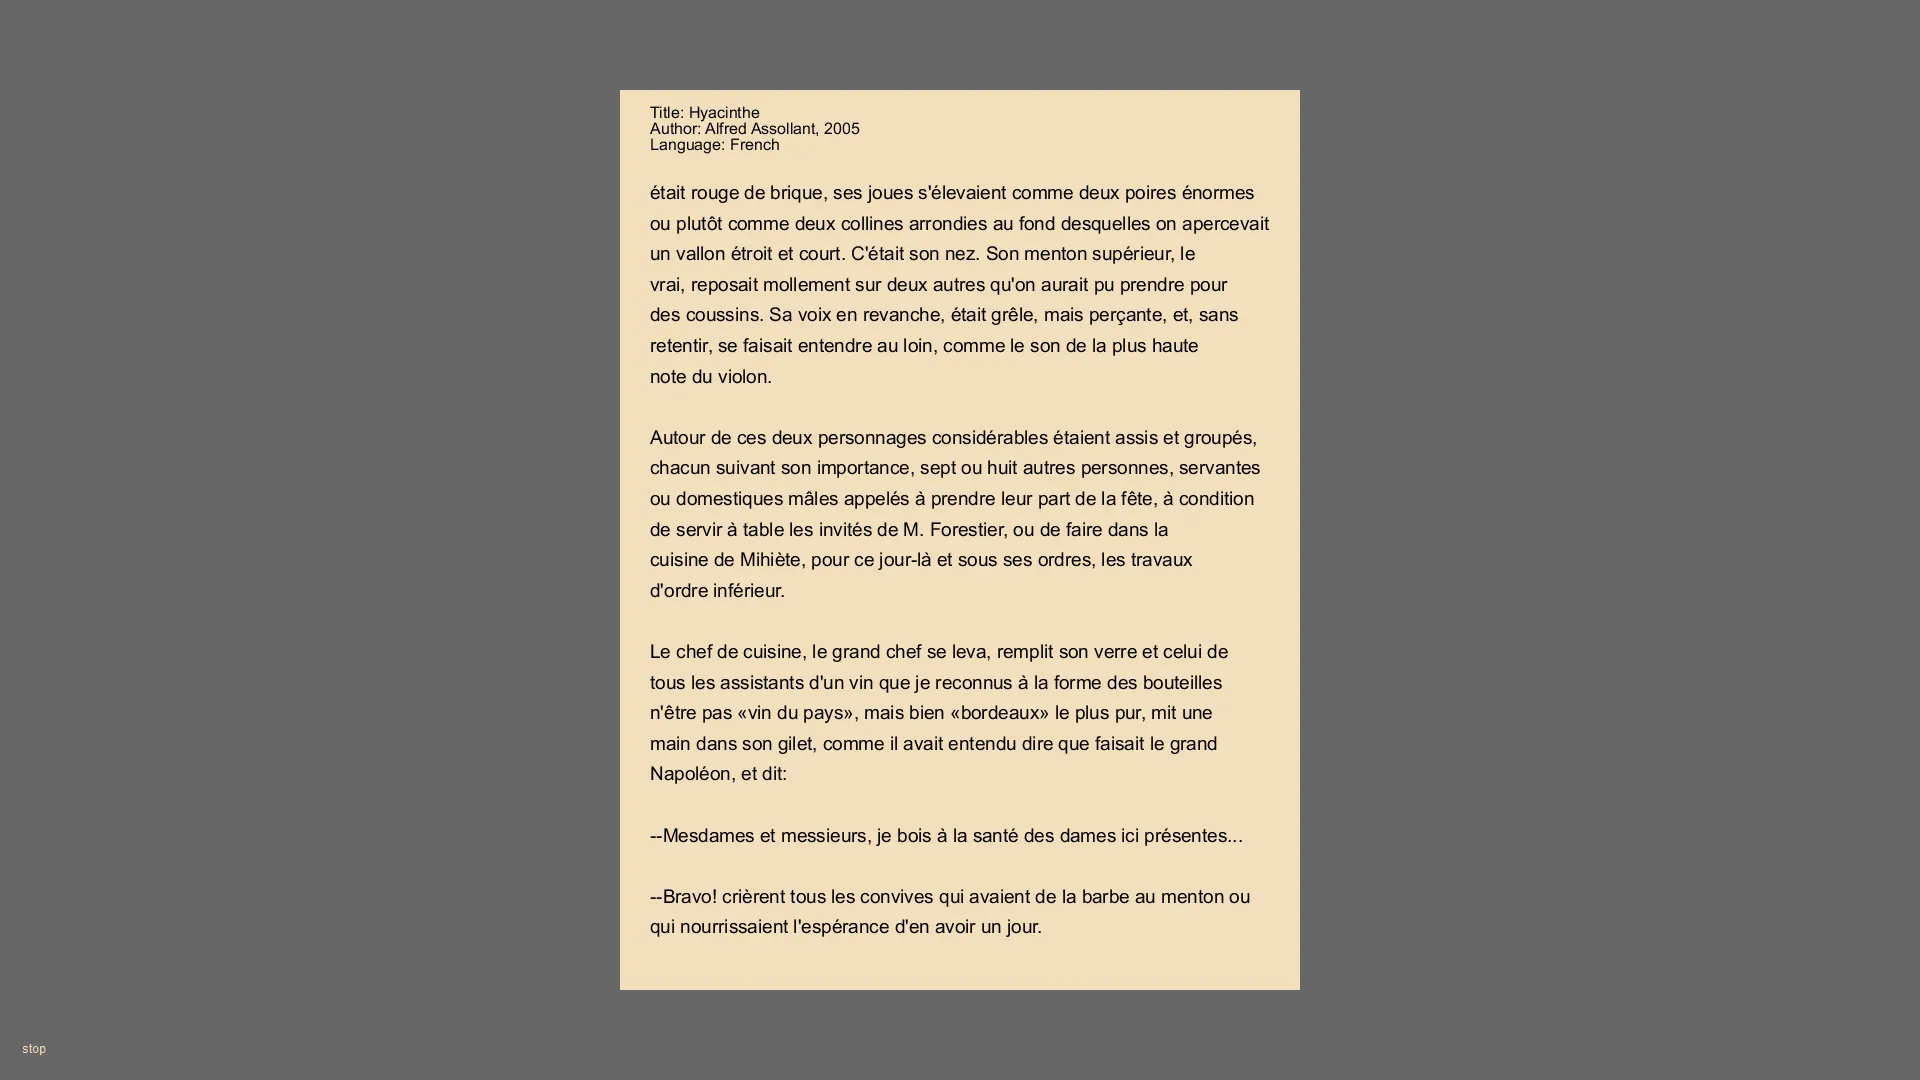 Title: Hyacinthe
Author: Alfred Assollant, 2005
Language: French
était rouge de brique, ses joues s'élevaient comme deux poires énormes
ou plutôt comme deux collines arrondies au fond desquelles on apercevait
un vallon étroit et court. C'était son nez. Son menton supérieur, le
vrai, reposait mollement sur deux autres qu'on aurait pu prendre pour
des coussins. Sa voix en revanche, était grêle, mais perçante, et, sans
retentir, se faisait entendre au loin, comme le son de la plus haute
note du violon.
Autour de ces deux personnages considérables étaient assis et groupés,
chacun suivant son importance, sept ou huit autres personnes, servantes
ou domestiques mâles appelés à prendre leur part de la fête, à condition
de servir à table les invités de M. Forestier, ou de faire dans la
cuisine de Mihiète, pour ce jour-là et sous ses ordres, les travaux
d'ordre inférieur.
Le chef de cuisine, le grand chef se leva, remplit son verre et celui de
tous les assistants d'un vin que je reconnus à la forme des bouteilles
n'être pas «vin du pays», mais bien «bordeaux» le plus pur, mit une
main dans son gilet, comme il avait entendu dire que faisait le grand
Napoléon, et dit:
--Mesdames et messieurs, je bois à la santé des dames ici présentes...
--Bravo! crièrent tous les convives qui avaient de la barbe au menton ou
qui nourrissaient l'espérance d'en avoir un jour.
stop